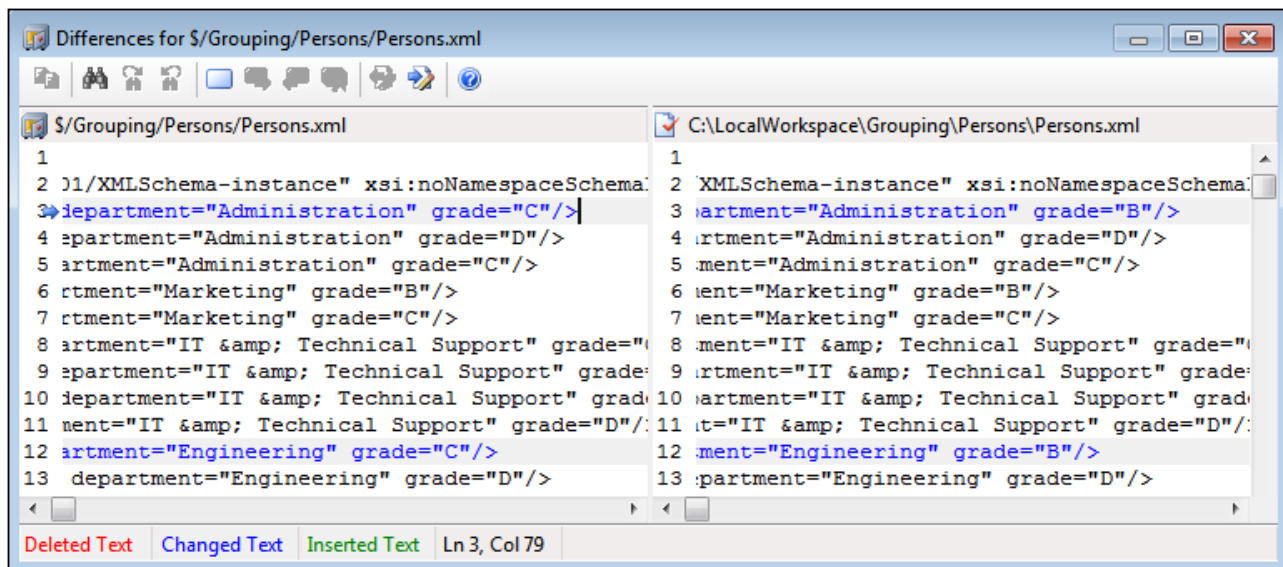 Differences for $/Grouping/Persons/Persons.xml
$/Grouping/Persons/Persons.xml
1
2 01/XMLSchema-instance" xsi:noNamespaceSchema
3 department="Administration" grade="C"/>
4 epartment="Administration" grade="D"/>
5 artment="Administration" grade="C"/>
6 rtment="Marketing" grade="B"/>
7 rtment="Marketing" grade="C"/>
8 artment="IT &amp; Technical Support" grade="
9 epartment="IT &amp; Technical Support" grade
10 department="IT &amp; Technical Support" grad
11 ment="IT &amp; Technical Support" grade="D"/
12 artment="Engineering" grade="C"/>
13 department="Engineering" grade="D"/>
C:\LocalWorkspace\Grouping\Persons\Persons.xml
1
2 XMLSchema-instance" xsi:noNamespaceSchema
3 artment="Administration" grade="B"/>
4 rtment="Administration" grade="D"/>
5 ment="Administration" grade="C"/>
6 ent="Marketing" grade="B"/>
7 ent="Marketing" grade="C"/>
8 ment="IT &amp; Technical Support" grade="
9 rtment="IT &amp; Technical Support" grade
10 artment="IT &amp; Technical Support" grad
11 t="IT &amp; Technical Support" grade="D"/
12 ment="Engineering" grade="B"/>
13 partment="Engineering" grade="D"/>
Deleted Text Changed Text Inserted Text Ln 3, Col 79